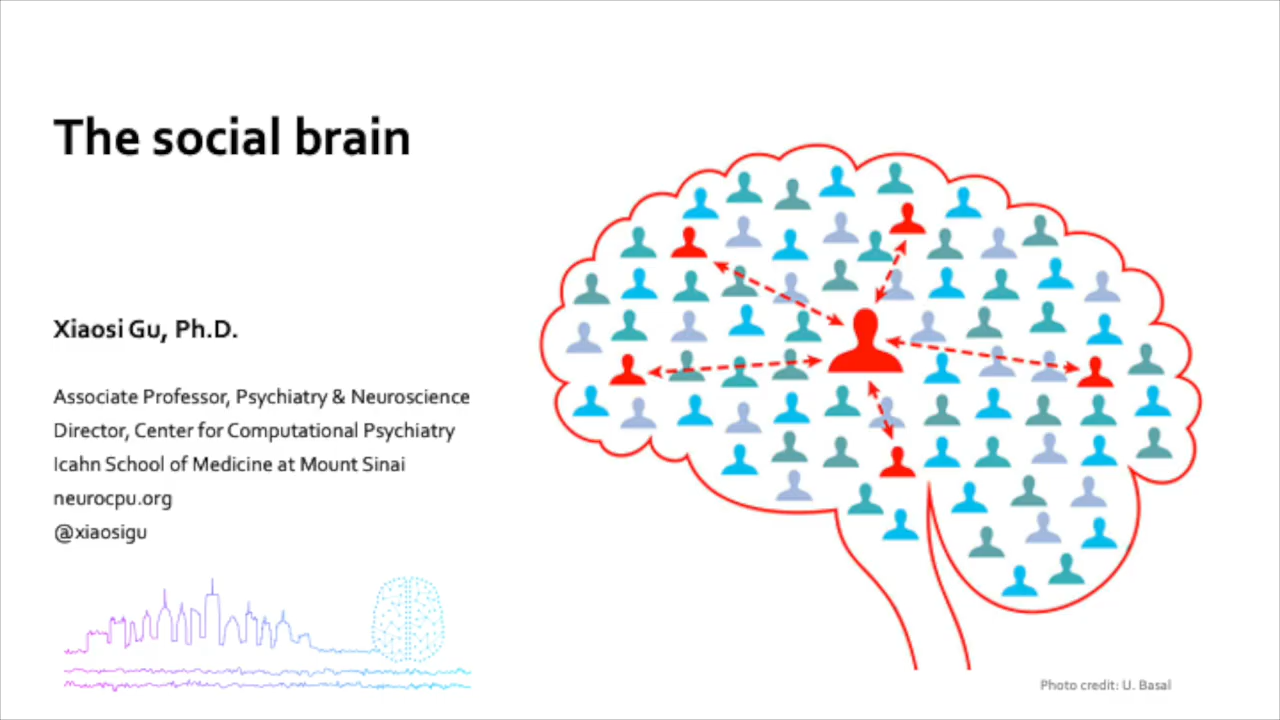 The social brain
Xiaosi Gu, Ph.D.
Associate Professor, Psychiatry & Neuroscience
Director, Center for Computational Psychiatry
Icahn School of Medicine at Mount Sinai
neurocpu.org
@xiaosigu
Photo credit: U. Basal